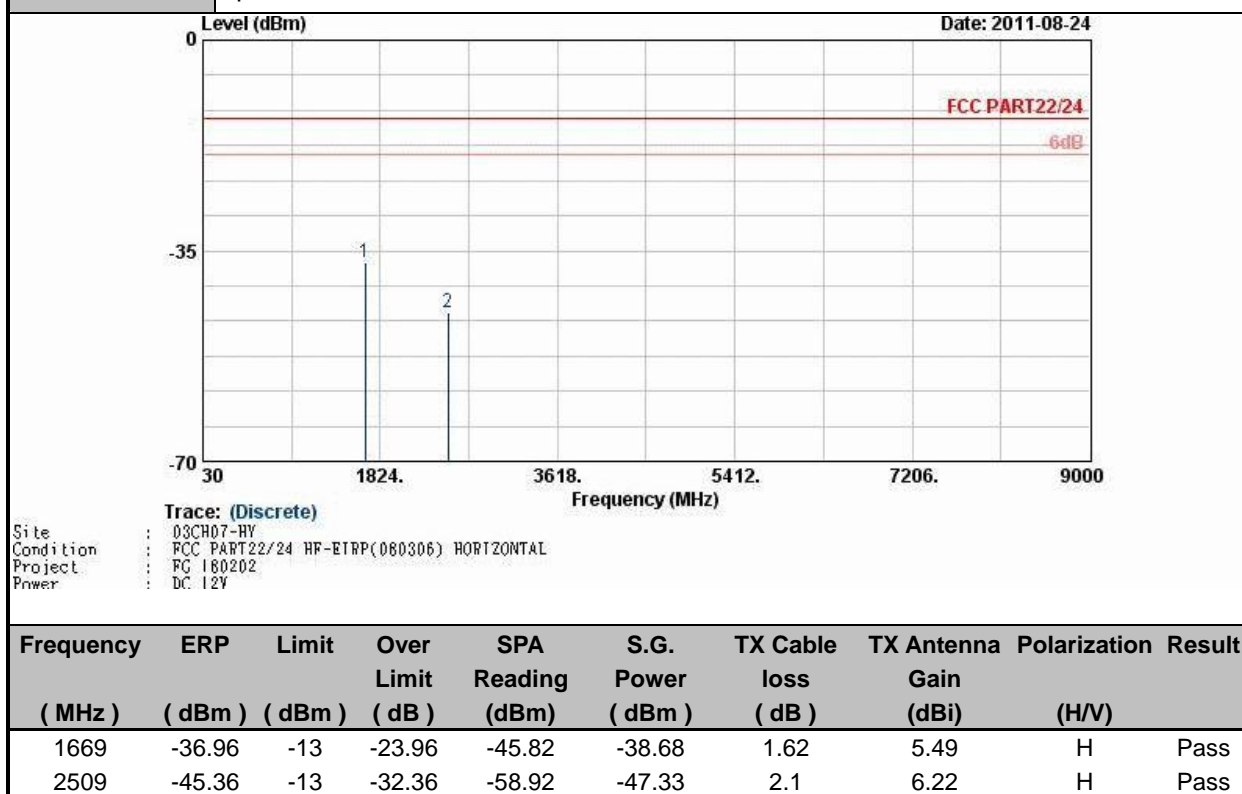 Level (dBm)
Date: 2011-08-24
0
FCC PART22/24
-6dB
-35
1
2
-70
30
1824.
3618.
5412.
7206.
9000
Frequency (MHz)
Trace: (Discrete)
Site : 03CH07-HY
Condition : FCC PART22/24 HF-EIRP(080306) HORIZONTAL
Project : FG 180202
Power : DC 12V
Frequency ERP Limit Over SPA S.G. TX Cable TX Antenna Polarization Result
Limit Reading Power loss Gain
( MHz ) ( dBm ) ( dBm ) ( dB ) (dBm) ( dBm ) ( dB ) (dBi) (H/V)
1669 -36.96 -13 -23.96 -45.82 -38.68 1.62 5.49 H Pass
2509 -45.36 -13 -32.36 -58.92 -47.33 2.1 6.22 H Pass